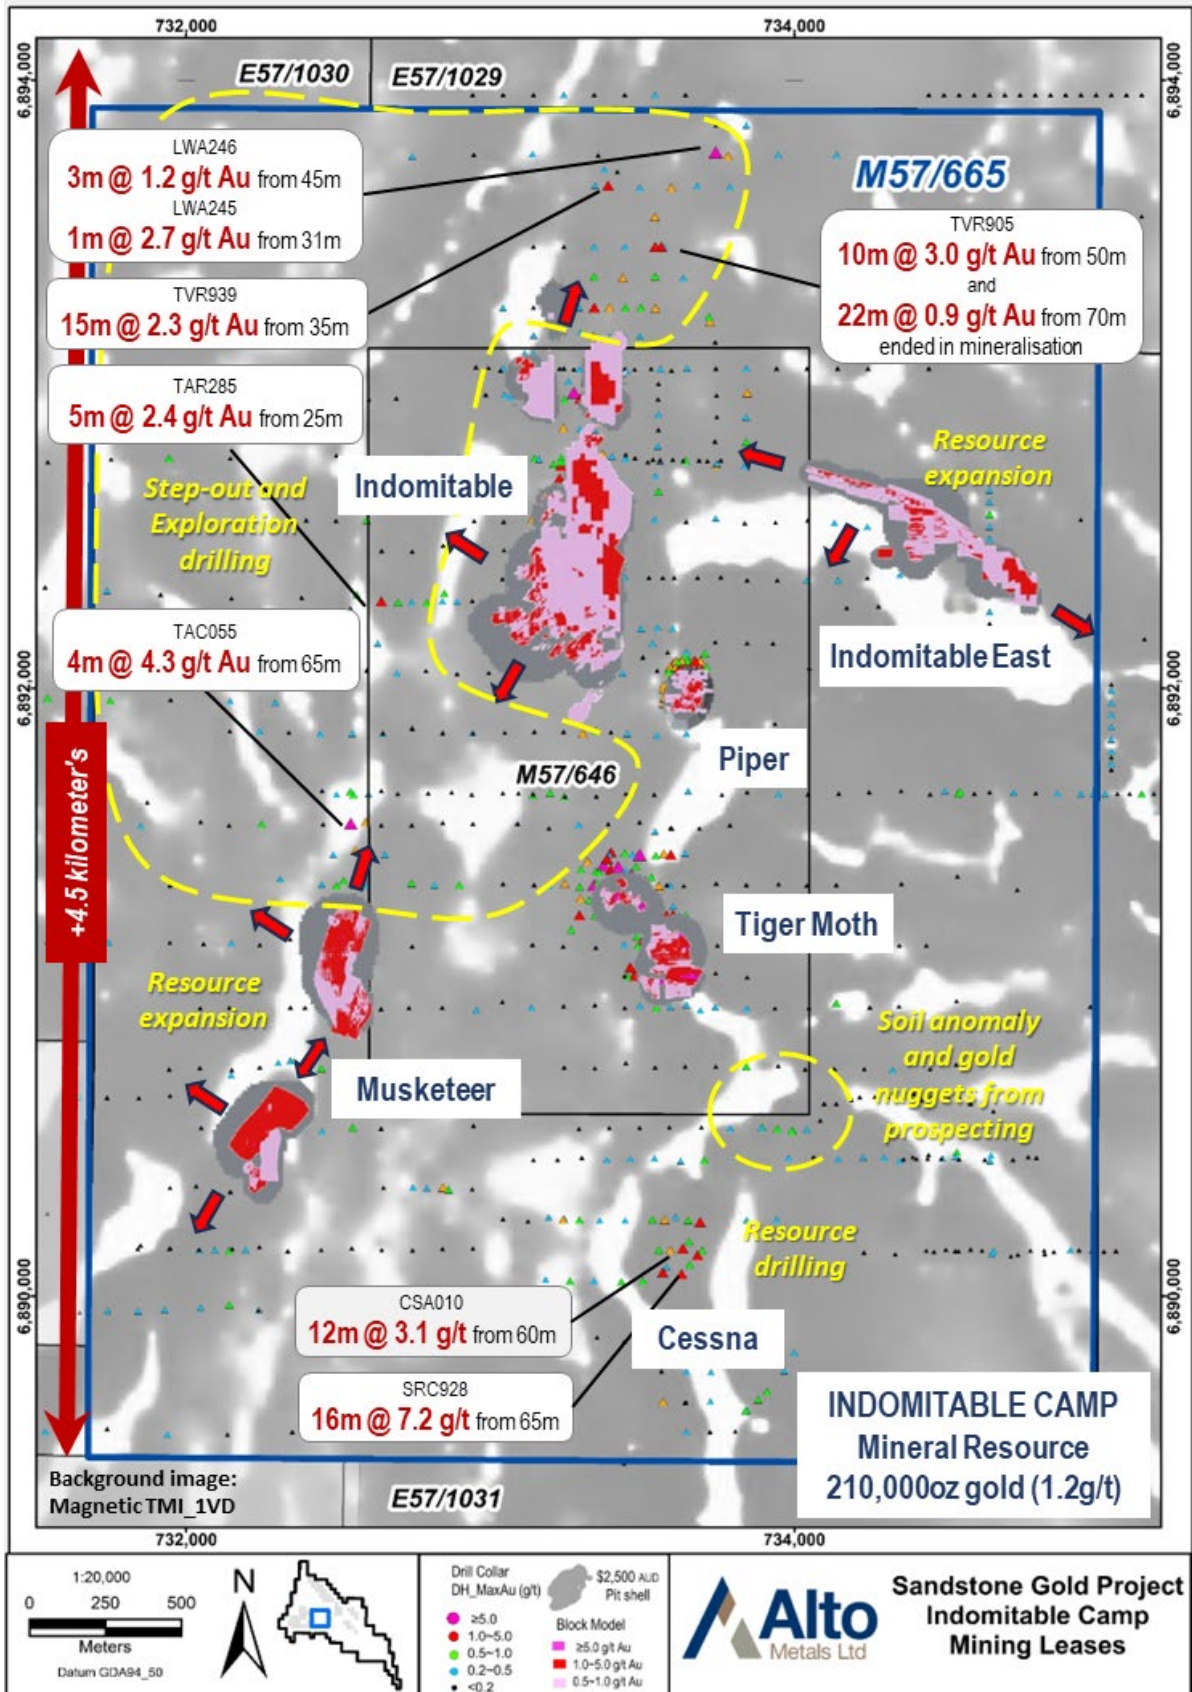 732,000
734,000
6,894,000
6,894,000
E57/1030
E57/1029
LWA246
3m @ 1.2 g/t Au from 45m
LWA245
1m @ 2.7 g/t Au from 31m
M57/665
TVR905
10m @ 3.0 g/t Au from 50m
and
22m @ 0.9 g/t Au from 70m
ended in mineralisation
TVR939
15m @ 2.3 g/t Au from 35m
TAR285
5m @ 2.4 g/t Au from 25m
Resource
expansion
Indomitable
Step-out and
Exploration
drilling
TAC055
4m @ 4.3 g/t Au from 65m
Indomitable East
6,892,000
6,892,000
+4.5 kilometer's
Piper
M57/646
Tiger Moth
Resource
expansion
Soil anomaly
and gold
nuggets from
prospecting
Musketeer
Resource
drilling
6,890,000
6,890,000
CSA010
12m @ 3.1 g/t from 60m
Cessna
SRC928
16m @ 7.2 g/t from 65m
INDOMITABLE CAMP
Mineral Resource
210,000oz gold (1.2g/t)
Background image:
Magnetic TMI_1VD
E57/1031
732,000
734,000
1:20,000
0 250 500
Meters
Datum GDA94_50
N
Drill Collar
DH_MaxAu (g/t)
≥5.0
1.0-5.0
0.5-1.0
0.2-0.5
<0.2
$2,500 AUD
Pit shell
Block Model
≥5.0 g/t Au
1.0-5.0 g/t Au
0.5-1.0 g/t Au
Alto
Metals Ltd
Sandstone Gold Project
Indomitable Camp
Mining Leases